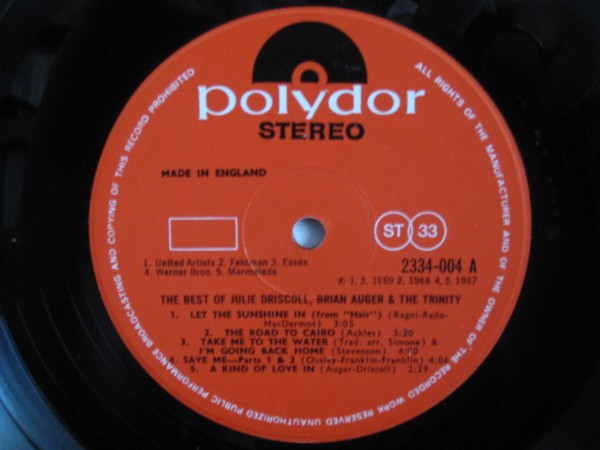 polydor
STEREO
MADE IN ENGLAND
ST 33
1. United Artists 2. Feldman 3. Essex
4. Warner Bros. 5. Marmalade
2334-004 A
℗ 1, 3. 1969 2. 1968 4, 5. 1967
THE BEST OF JULIE DRISCOLL, BRIAN AUGER & THE TRINITY
1. LET THE SUNSHINE IN (from "Hair") (Ragni-Rado-
MacDermot) 3:05
2. THE ROAD TO CAIRO (Ackles) 5:20
3. TAKE ME TO THE WATER (Trad. arr. Simone) &
I'M GOING BACK HOME (Stevenson) 4:00
4. SAVE ME—Parts 1 & 2 (Ousley-Franklin-Franklin) 4:06
5. A KIND OF LOVE IN (Auger-Driscoll) 2:29
ALL RIGHTS OF THE MANUFACTURER AND OF THE OWNER OF THE RECORDED WORK RESERVED UNAUTHORIZED PUBLIC PERFORMANCE BROADCASTING AND COPYING OF THIS RECORD PROHIBITED